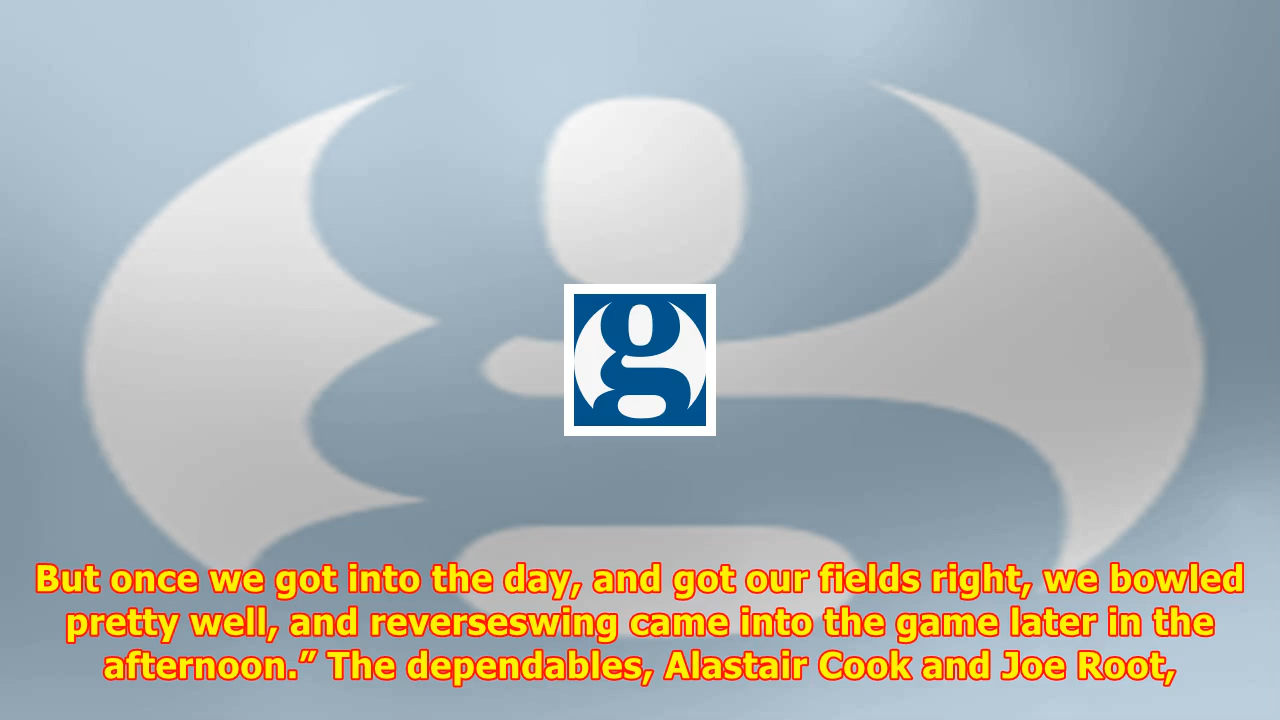 g
But once we got into the day, and got our fields right, we bowled
pretty well, and reverseswing came into the game later in the
afternoon.” The dependables, Alastair Cook and Joe Root,